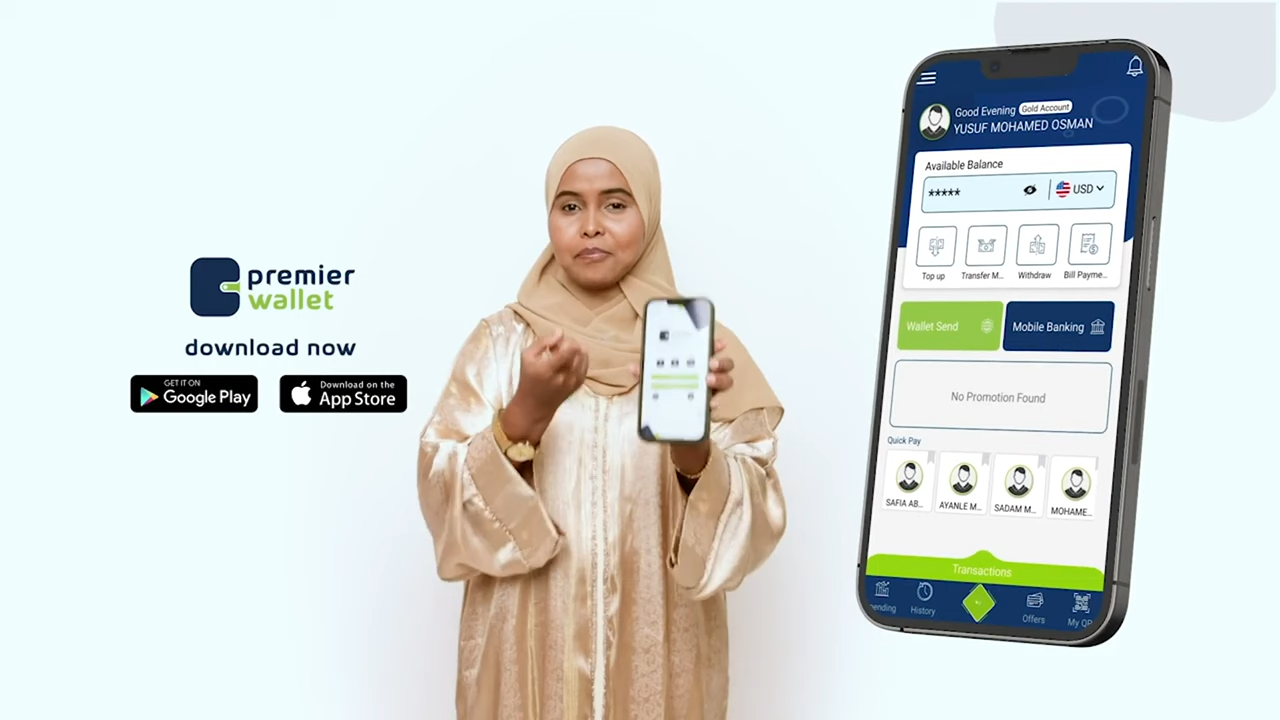 premier
wallet
download now
GET IT ON
Google Play
Download on the
App Store
Good Evening Gold Account
YUSUF MOHAMED OSMAN
Available Balance
***** USD
Top up Transfer M... Withdraw Bill Payme...
Wallet Send Mobile Banking
No Promotion Found
Quick Pay
SAFIA AB... AYANLE M... SADAM M... MOHAME...
Transactions
ending History Offers My QR